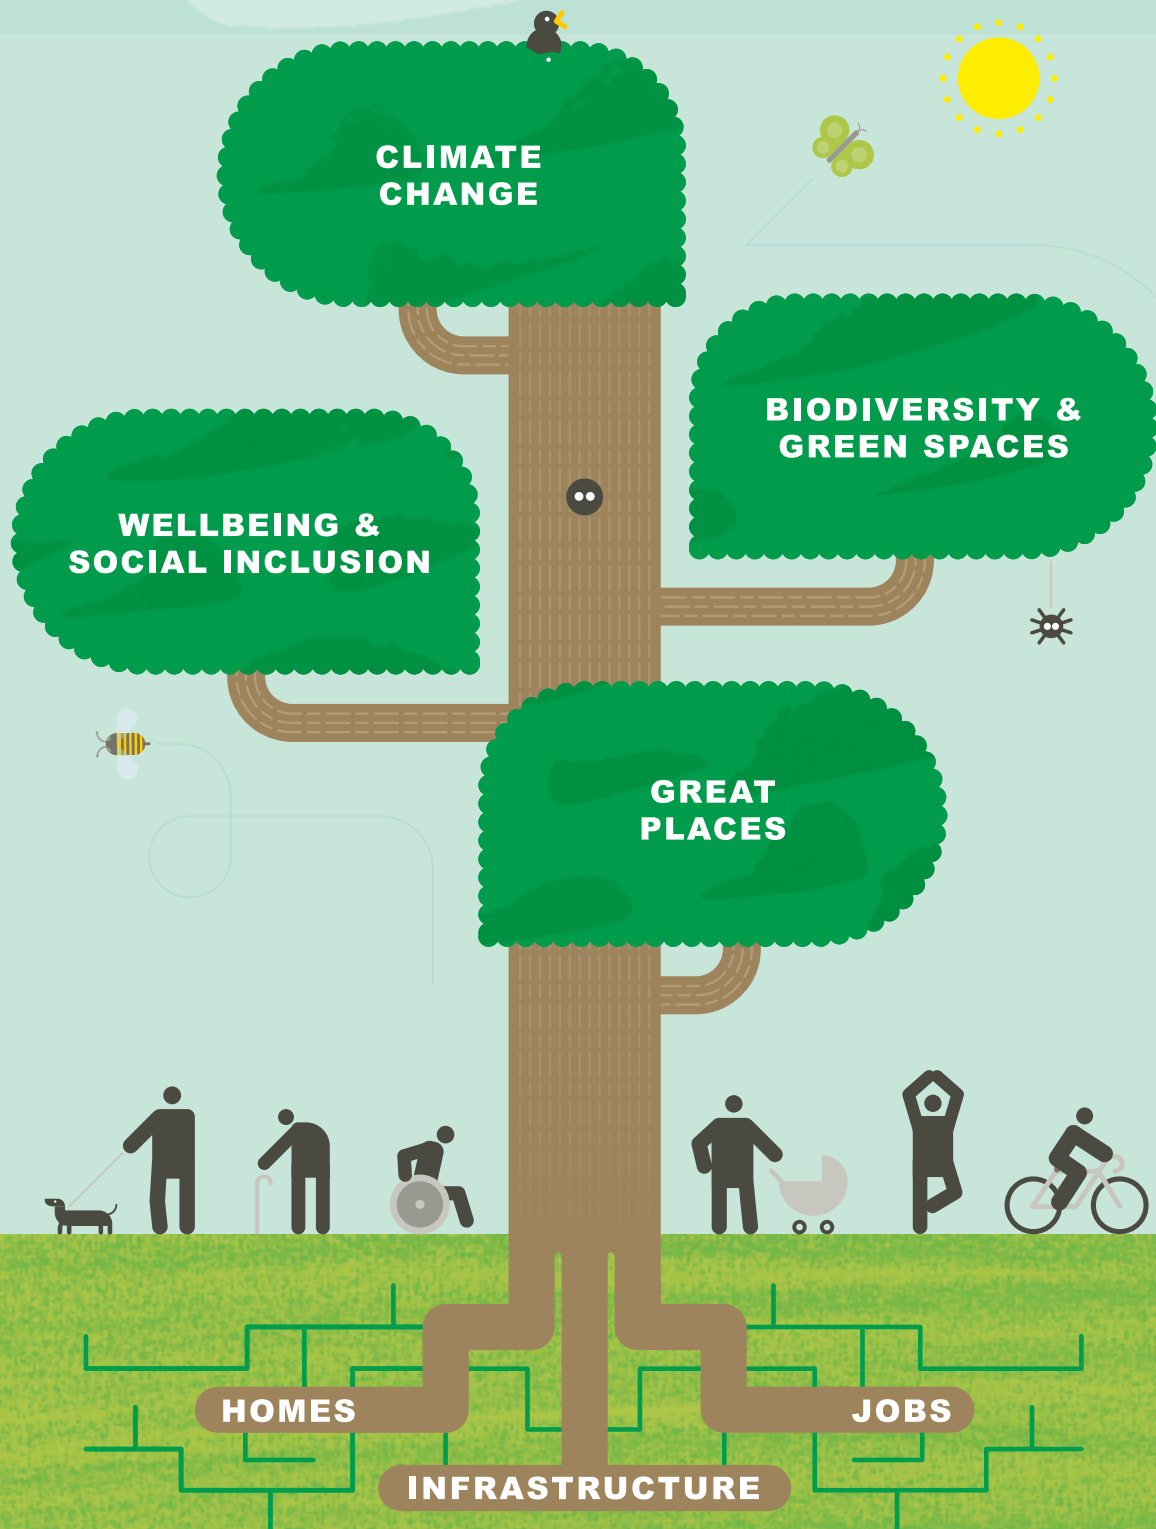 CLIMATE
CHANGE
BIODIVERSITY &
GREEN SPACES
WELLBEING &
SOCIAL INCLUSION
GREAT
PLACES
HOMES
JOBS
INFRASTRUCTURE